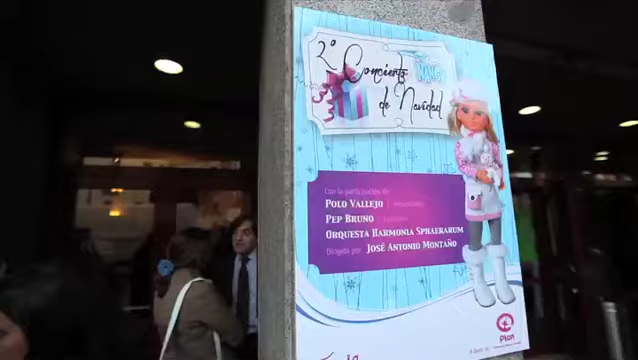 2º Concierto
NANCY
de Navidad
Con la participación de:
POLO VALLEJO |
PEP BRUNO |
ORQUESTA HARMONIA SPHAERARUM
Dirigida por JOSÉ ANTONIO MONTAÑO
Plan